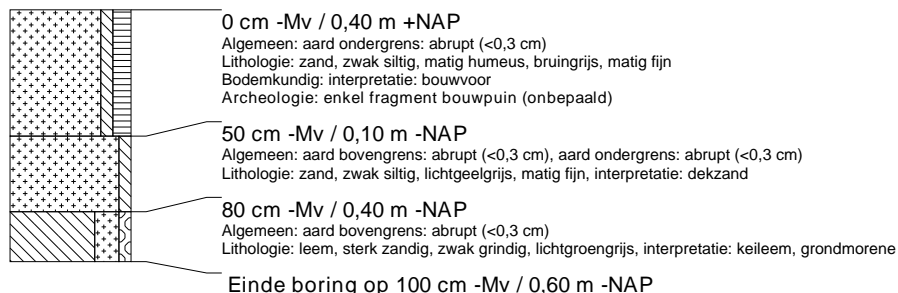 0 cm -Mv / 0,40 m +NAP
Algemeen: aard ondergrens: abrupt (<0,3 cm)
Lithologie: zand, zwak siltig, matig humeus, bruingrijs, matig fijn
Bodemkundig: interpretatie: bouwvoor
Archeologie: enkel fragment bouwpuin (onbepaald)
50 cm -Mv / 0,10 m -NAP
Algemeen: aard bovengrens: abrupt (<0,3 cm), aard ondergrens: abrupt (<0,3 cm)
Lithologie: zand, zwak siltig, lichtgeelgrijs, matig fijn, interpretatie: dekzand
80 cm -Mv / 0,40 m -NAP
Algemeen: aard bovengrens: abrupt (<0,3 cm)
Lithologie: leem, sterk zandig, zwak grindig, lichtgroengrijs, interpretatie: keileem, grondmorene
Einde boring op 100 cm -Mv / 0,60 m -NAP